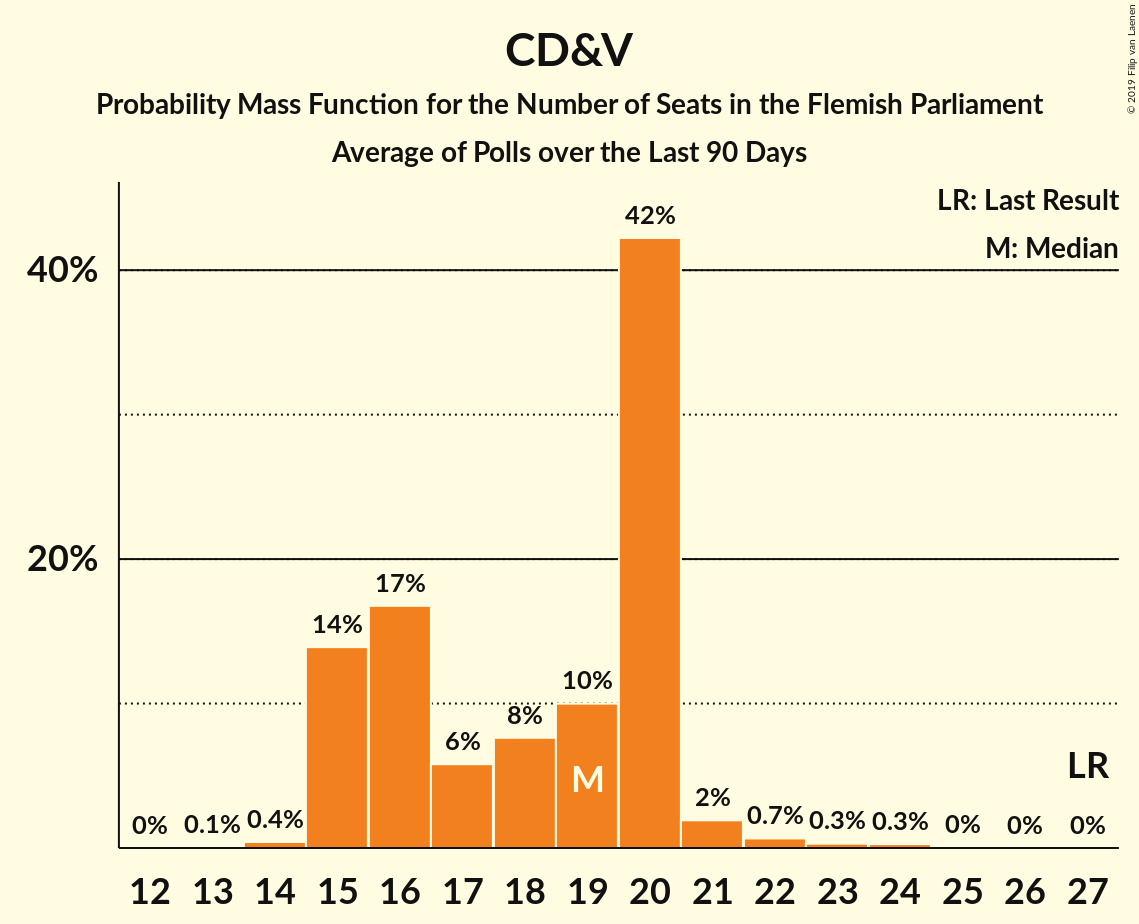 CD&V
Probability Mass Function for the Number of Seats in the Flemish Parliament
Average of Polls over the Last 90 Days
© 2019 Filip van Laenen
LR: Last Result
M: Median
40%
20%
0%
0.1%
0.4%
14%
17%
6%
8%
10%
42%
2%
0.7%
0.3%
0.3%
0%
0%
0%
M
LR
12 13 14 15 16 17 18 19 20 21 22 23 24 25 26 27